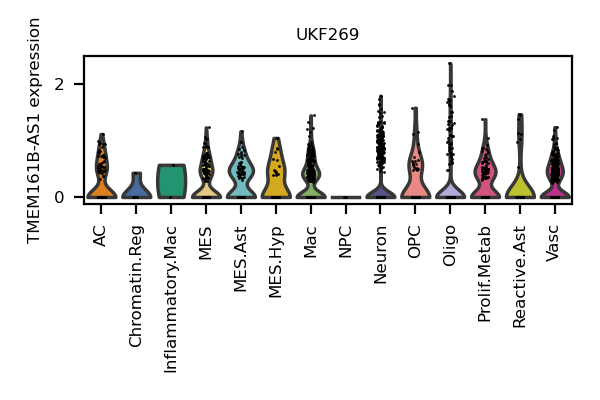 UKF269
TMEM161B-AS1 expression
2
0
AC
Chromatin.Reg
Inflammatory.Mac
MES
MES.Ast
MES.Hyp
Mac
NPC
Neuron
OPC
Oligo
Prolif.Metab
Reactive.Ast
Vasc